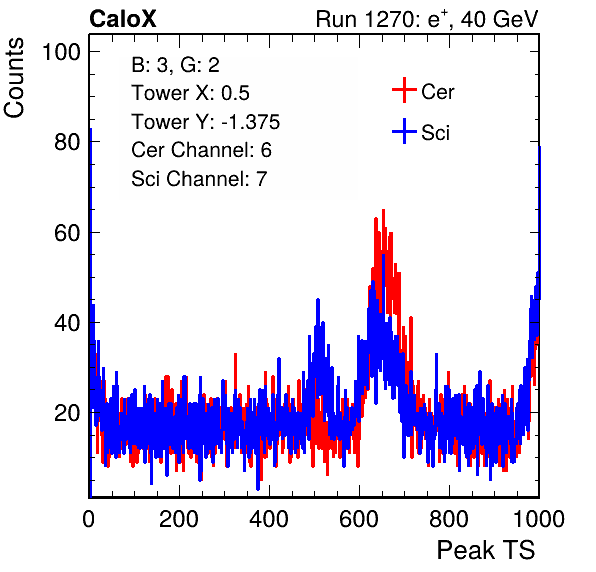 CaloX Run 1270: e⁺, 40 GeV
Counts
100
80
60
40
20
B: 3, G: 2
Tower X: 0.5
Tower Y: -1.375
Cer Channel: 6
Sci Channel: 7
Cer
Sci
0 200 400 600 800 1000
Peak TS